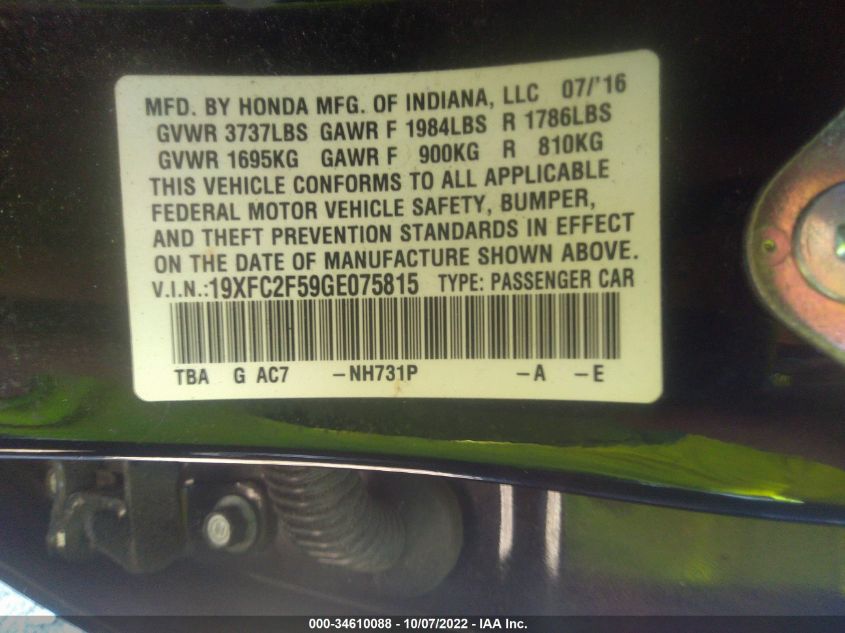 MFD. BY HONDA MFG. OF INDIANA, LLC 07/'16
GVWR 3737LBS GAWR F 1984LBS R 1786LBS
GVWR 1695KG GAWR F 900KG R 810KG
THIS VEHICLE CONFORMS TO ALL APPLICABLE
FEDERAL MOTOR VEHICLE SAFETY, BUMPER,
AND THEFT PREVENTION STANDARDS IN EFFECT
ON THE DATE OF MANUFACTURE SHOWN ABOVE.
V.I.N.:19XFC2F59GE075815 TYPE: PASSENGER CAR
TBA G AC7 -NH731P -A -E
000-34610088 - 10/07/2022 - IAA Inc.